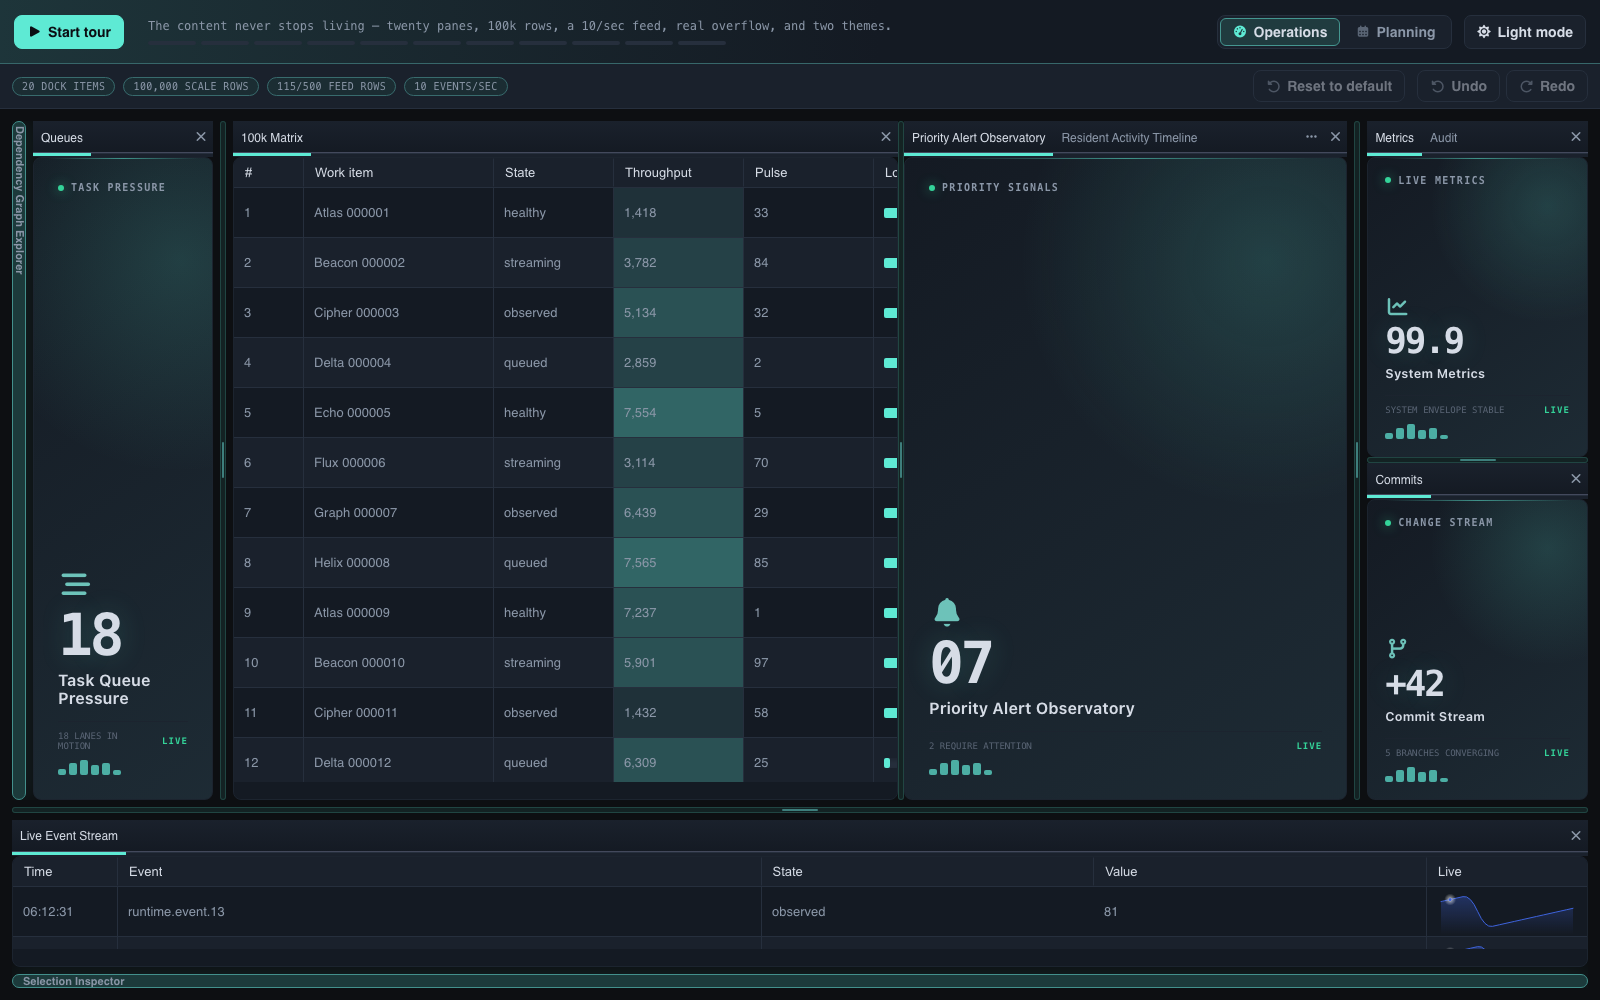 Start tour
The content never stops living — twenty panes, 100k rows, a 10/sec feed, real overflow, and two themes.
Operations
Planning
Light mode
20 DOCK ITEMS
100,000 SCALE ROWS
115/500 FEED ROWS
10 EVENTS/SEC
Reset to default
Undo
Redo
Dependency Graph Explorer
Queues
TASK PRESSURE
18
Task Queue
Pressure
18 LANES IN
MOTION
LIVE
100k Matrix
# Work item State Throughput Pulse Lo
1 Atlas 000001 healthy 1,418 33
2 Beacon 000002 streaming 3,782 84
3 Cipher 000003 observed 5,134 32
4 Delta 000004 queued 2,859 2
5 Echo 000005 healthy 7,554 5
6 Flux 000006 streaming 3,114 70
7 Graph 000007 observed 6,439 29
8 Helix 000008 queued 7,565 85
9 Atlas 000009 healthy 7,237 1
10 Beacon 000010 streaming 5,901 97
11 Cipher 000011 observed 1,432 58
12 Delta 000012 queued 6,309 25
Priority Alert Observatory
Resident Activity Timeline
PRIORITY SIGNALS
07
Priority Alert Observatory
2 REQUIRE ATTENTION
LIVE
Metrics
Audit
LIVE METRICS
99.9
System Metrics
SYSTEM ENVELOPE STABLE
LIVE
Commits
CHANGE STREAM
+42
Commit Stream
5 BRANCHES CONVERGING
LIVE
Live Event Stream
Time Event State Value Live
06:12:31 runtime.event.13 observed 81
Selection Inspector